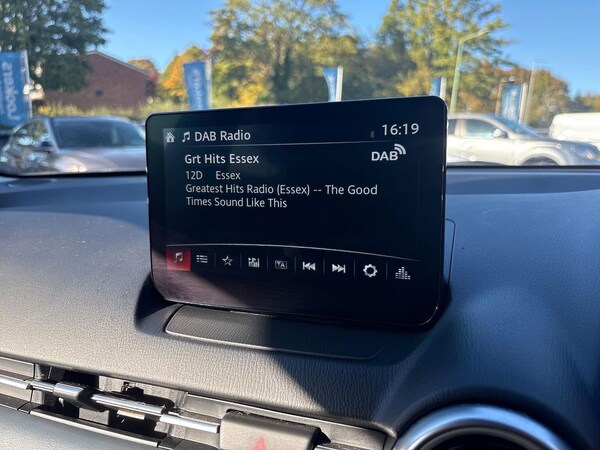 DAB Radio
16:19
Grt Hits Essex
DAB
12D Essex
Greatest Hits Radio (Essex) -- The Good
Times Sound Like This
TA